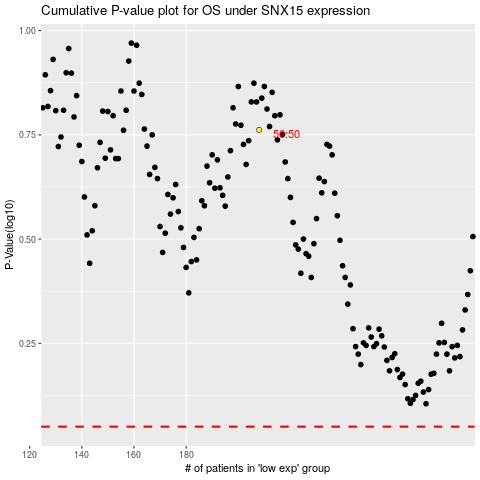 Cumulative P-value plot for OS under SNX15 expression
1.00
0.75
0.50
0.25
P-Value(log10)
50:50
120 140 160 180
# of patients in 'low exp' group